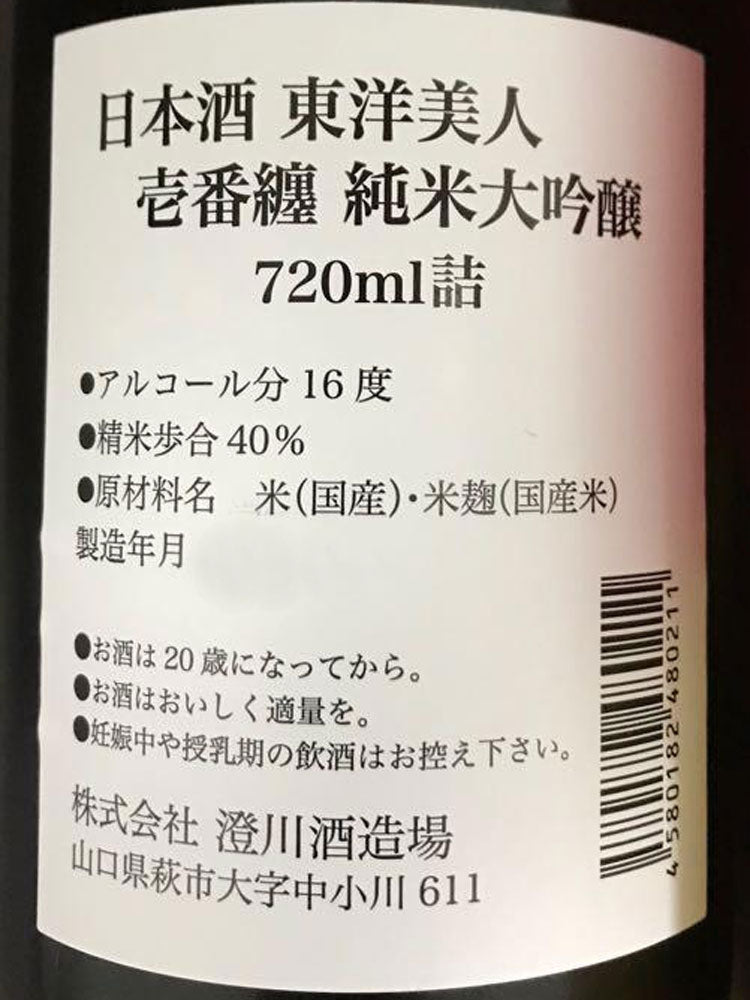 日本酒 東洋美人
壱番纏 純米大吟醸
720ml詰
●アルコール分 16 度
●精米歩合 40%
●原材料名　米(国産)・米麹(国産米)
製造年月
●お酒は 20 歳になってから。
●お酒はおいしく適量を。
●妊娠中や授乳期の飲酒はお控え下さい。
株式会社 澄川酒造場
山口県萩市大字中小川 611
4 580182 480211